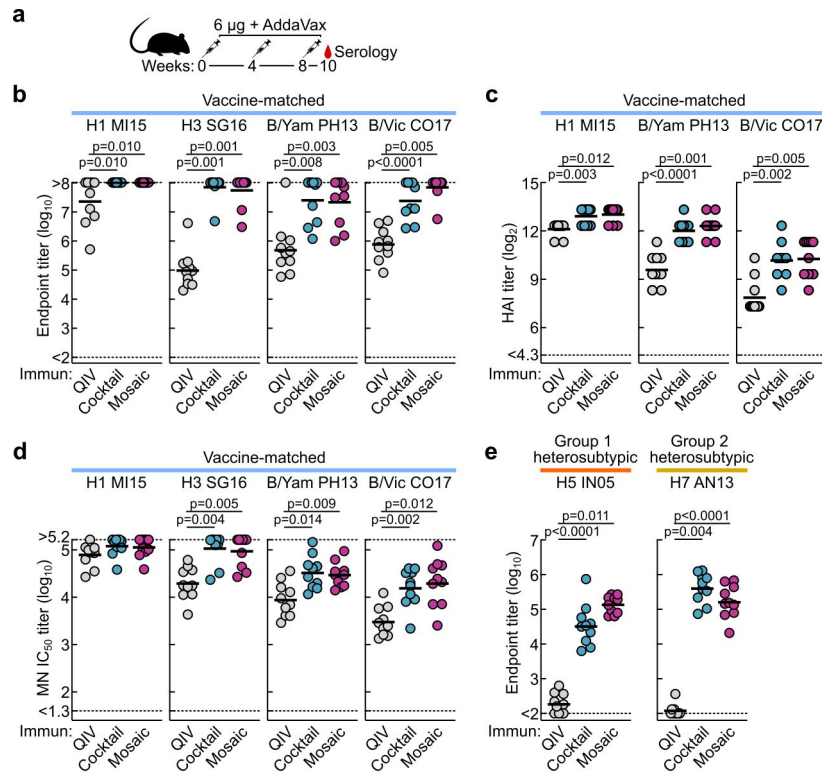 a
6 µg + AddaVax
Serology
Weeks: 0 4 8 10
b
Vaccine-matched
H1 MI15 H3 SG16 B/Yam PH13 B/Vic CO17
p=0.010 p=0.001 p=0.003 p=0.005
p=0.010 p=0.001 p=0.008 p<0.0001
Endpoint titer (log10)
>8
7
6
5
4
3
<2
Immun: QIV Cocktail Mosaic QIV Cocktail Mosaic QIV Cocktail Mosaic QIV Cocktail Mosaic
c
Vaccine-matched
H1 MI15 B/Yam PH13 B/Vic CO17
p=0.012 p=0.001 p=0.005
p=0.003 p<0.0001 p=0.002
HAI titer (log2)
15
12
9
6
<4.3
Immun: QIV Cocktail Mosaic QIV Cocktail Mosaic QIV Cocktail Mosaic
d
Vaccine-matched
H1 MI15 H3 SG16 B/Yam PH13 B/Vic CO17
p=0.005 p=0.009 p=0.012
p=0.004 p=0.014 p=0.002
MN IC50 titer (log10)
>5.2
5
4
3
2
<1.3
Immun: QIV Cocktail Mosaic QIV Cocktail Mosaic QIV Cocktail Mosaic QIV Cocktail Mosaic
e
Group 1 Group 2
heterosubtypic heterosubtypic
H5 IN05 H7 AN13
p=0.011 p<0.0001
p<0.0001 p=0.004
Endpoint titer (log10)
7
6
5
4
3
<2
Immun: QIV Cocktail Mosaic QIV Cocktail Mosaic